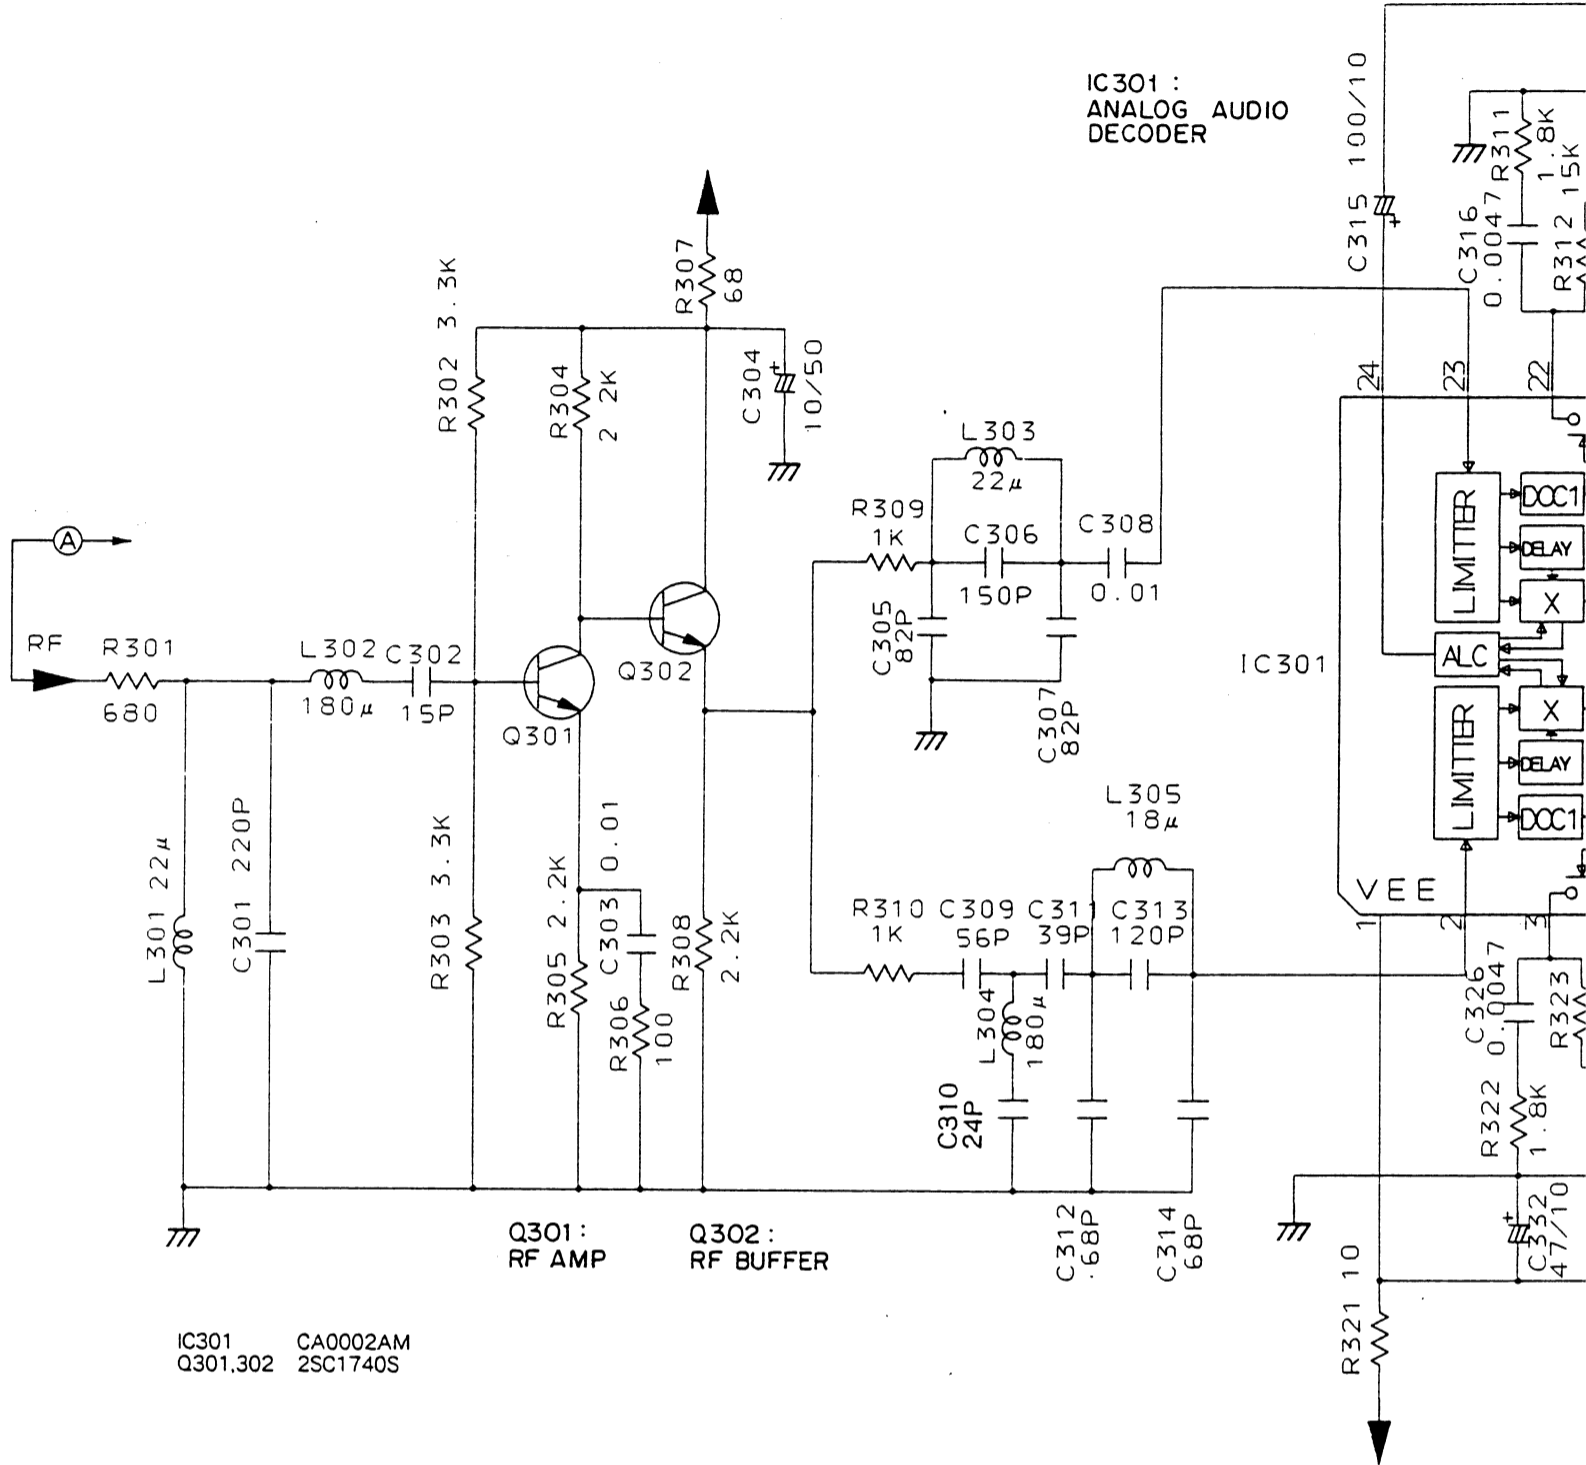 IC301 :
ANALOG AUDIO
DECODER
C315 100/10
R311
1.8K
C316
0.0047
R312 15K
R307
68
R302 3.3K
R304
2 2K
C304
+
10/50
24
23
22
L303
22μ
R309
1K
C306
150P
C308
0.01
C305
82P
C307
82P
A
RF
R301
680
L302
180μ
C302
15P
Q301
Q302
IC301
LIMITTER
DOC1
DELAY
X
ALC
LIMITTER
X
DELAY
DOC1
VEE
1
2
3
L301 22μ
C301 220P
R303 3.3K
R305 2.2K
C303 0.01
R306
100
R308
2.2K
L305
18μ
R310
1K
C309
56P
C311
39P
C313
120P
L304
180μ
C310
24P
C312
68P
C314
68P
C326
0.0047
R323
R322
1.8K
+
C332
47/10
R321 10
Q301 :
RF AMP
Q302 :
RF BUFFER
IC301 CA0002AM
Q301,302 2SC1740S